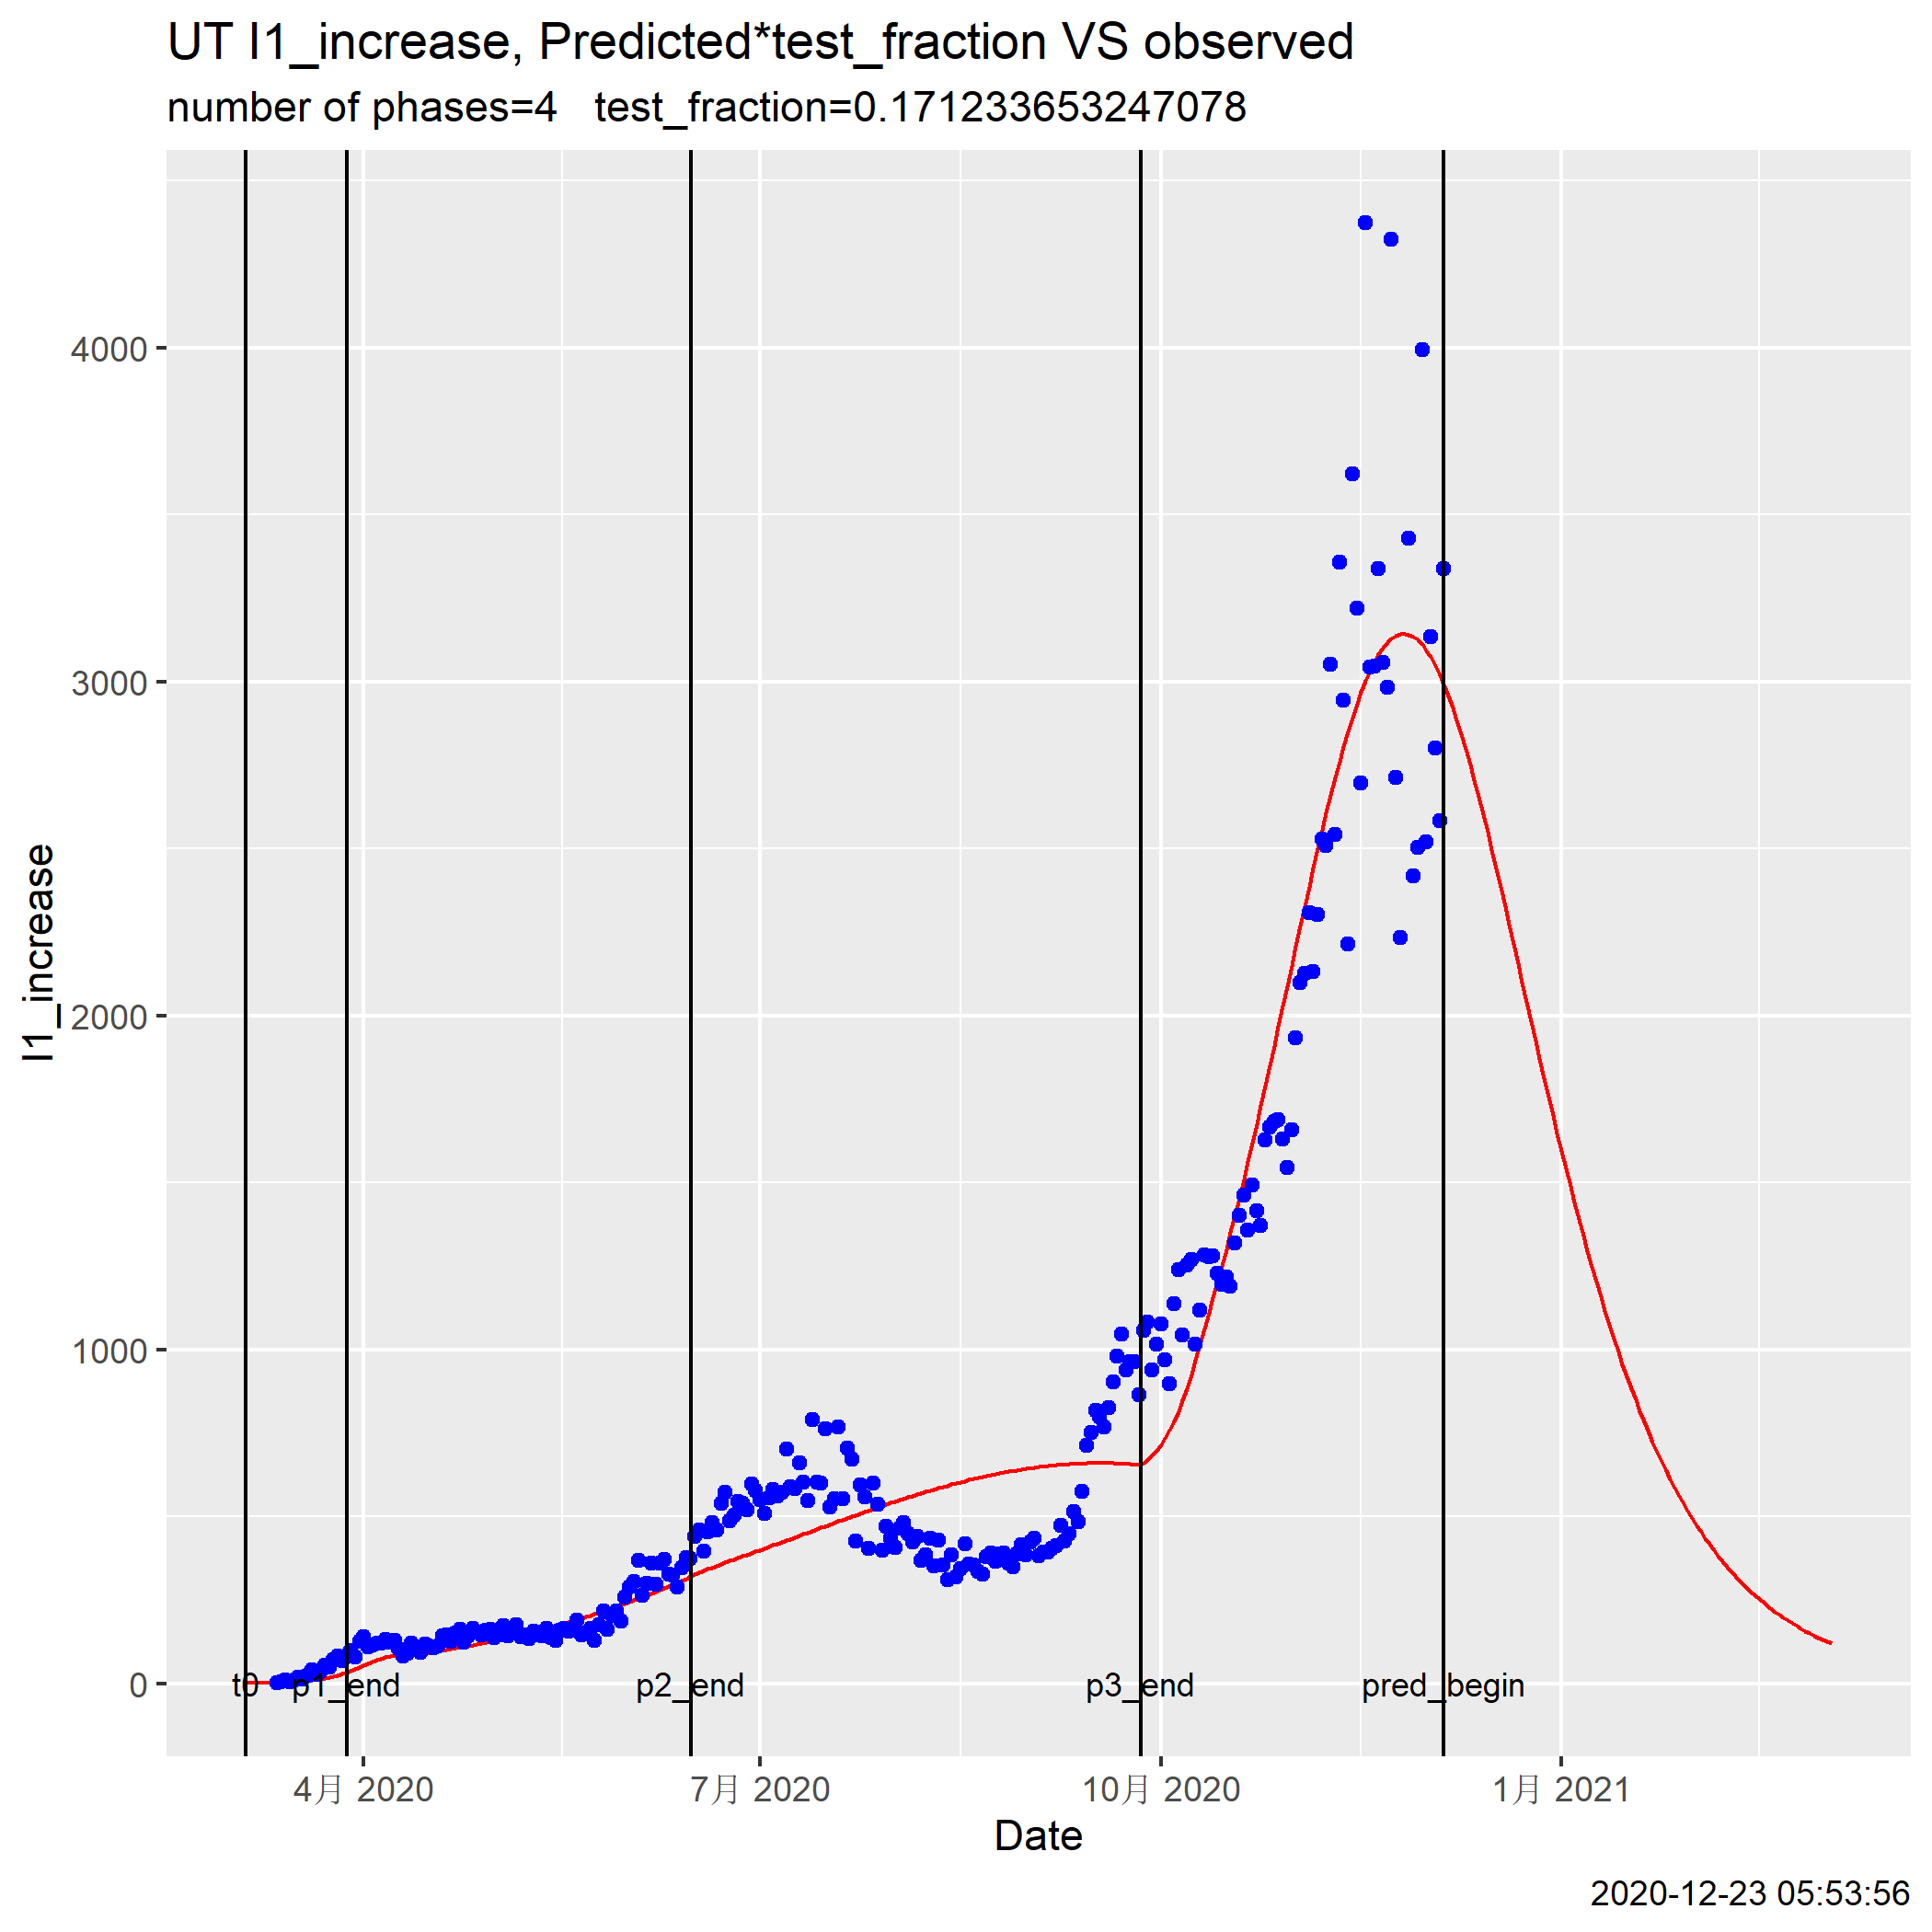 UT I1_increase, Predicted*test_fraction VS observed
number of phases=4   test_fraction=0.171233653247078
I1_increase
4000
3000
2000
1000
0
t0
p1_end
p2_end
p3_end
pred_begin
4月 2020
7月 2020
10月 2020
1月 2021
Date
2020-12-23 05:53:56